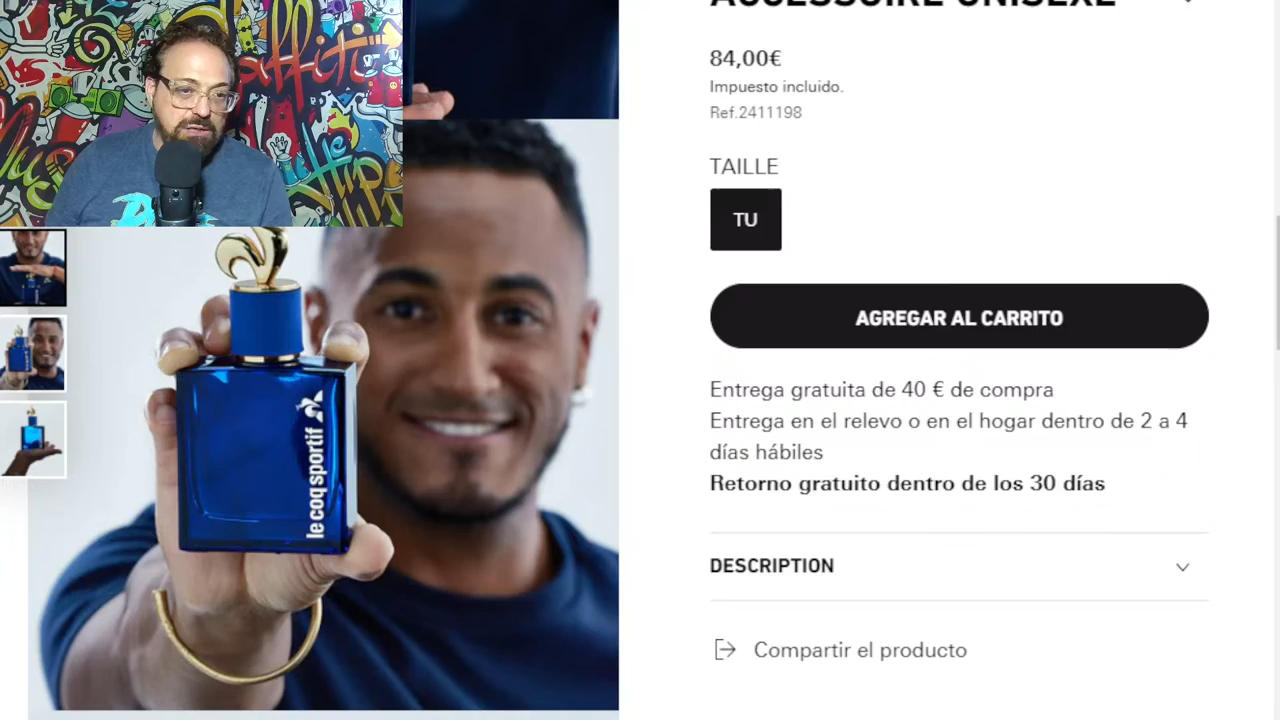 ACCESSOIRE UNISEXE
84,00€
Impuesto incluido.
Ref.2411198
TAILLE
TU
AGREGAR AL CARRITO
Entrega gratuita de 40 € de compra
Entrega en el relevo o en el hogar dentro de 2 a 4
días hábiles
Retorno gratuito dentro de los 30 días
DESCRIPTION
Compartir el producto
le coq sportif